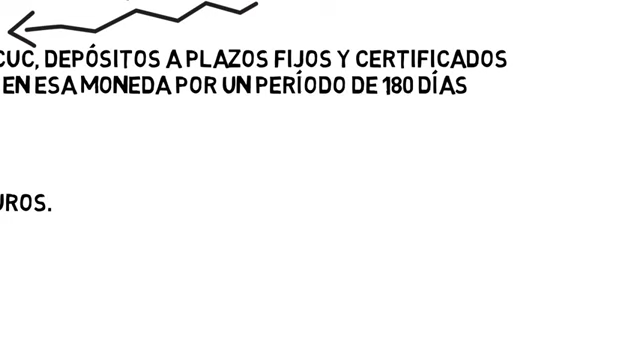 CUC, DEPÓSITOS A PLAZOS FIJOS Y CERTIFICADOS
EN ESA MONEDA POR UN PERÍODO DE 180 DÍAS
UROS.